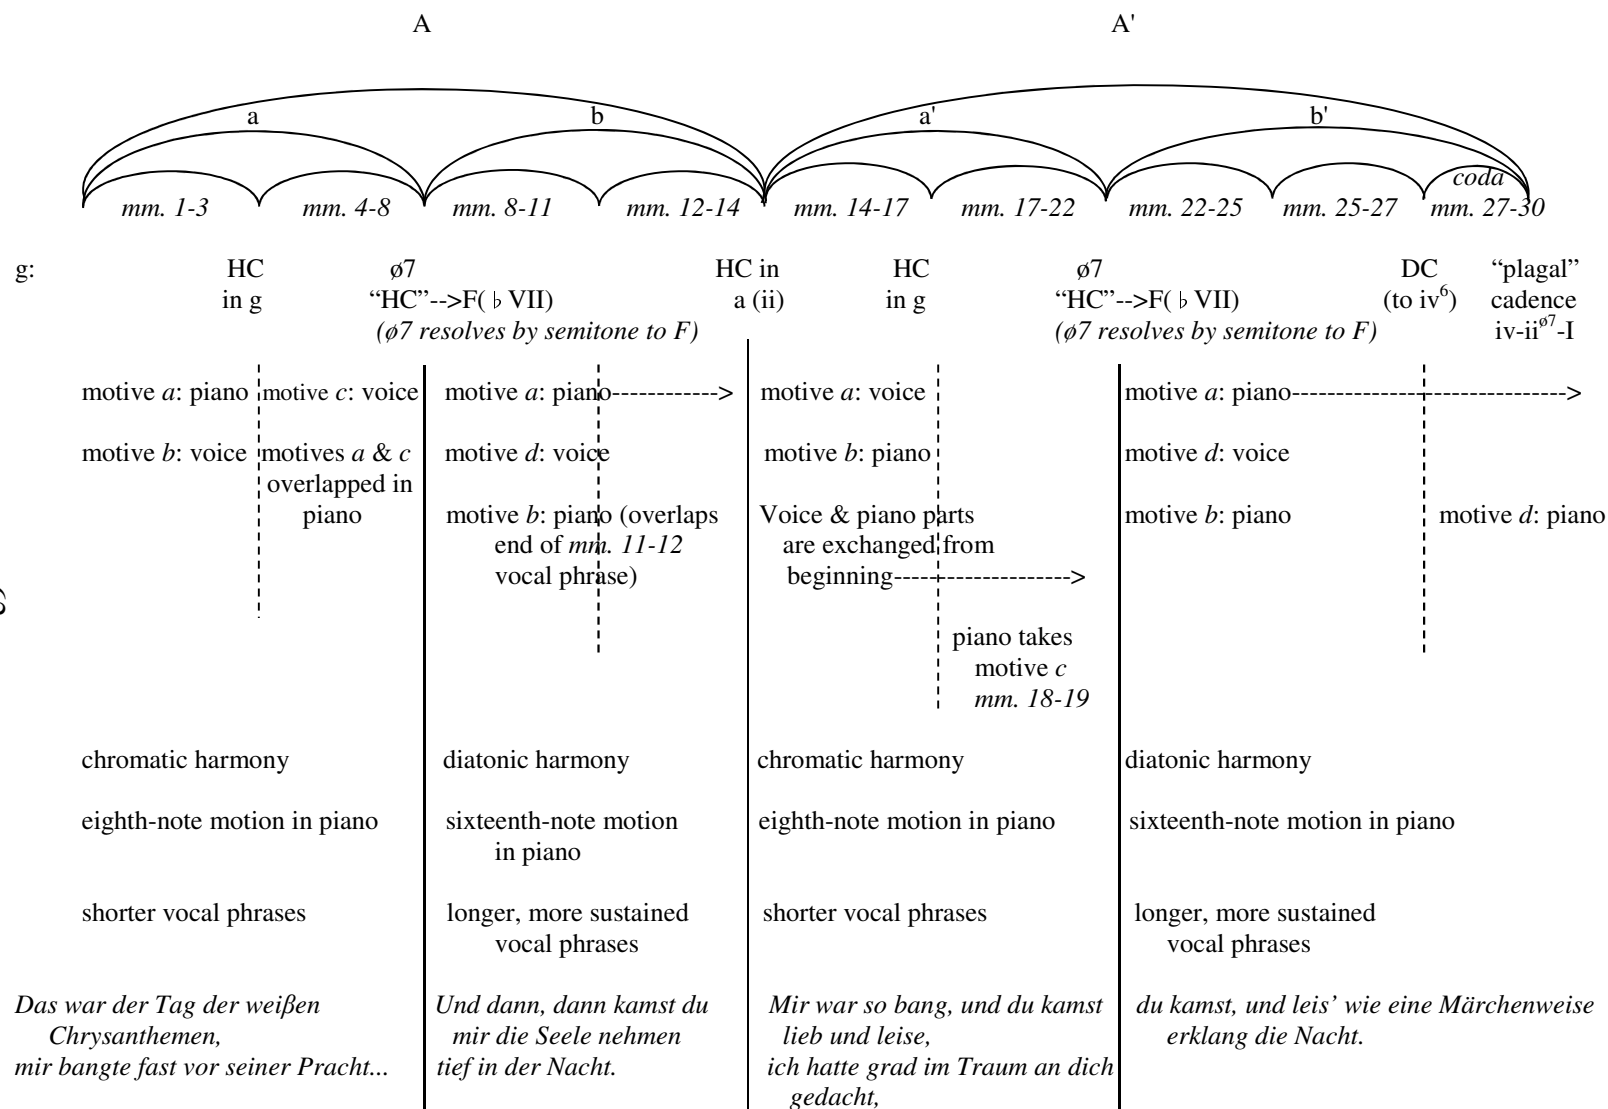 A A'
a b a' b'
coda
mm. 1-3 mm. 4-8 mm. 8-11 mm. 12-14 mm. 14-17 mm. 17-22 mm. 22-25 mm. 25-27 mm. 27-30
g: HC ø7 HC in HC ø7 DC “plagal”
in g “HC”-->F(♭VII) a (ii) in g “HC”-->F(♭VII) (to iv6) cadence
(ø7 resolves by semitone to F) (ø7 resolves by semitone to F) iv-iiø7-I
motive a: piano motive c: voice motive a: piano------------> motive a: voice motive a: piano---------------------------->
motive b: voice motives a & c motive d: voice motive b: piano motive d: voice
overlapped in
piano motive b: piano (overlaps Voice & piano parts motive b: piano motive d: piano
end of mm. 11-12 are exchanged from
vocal phrase) beginning------------------>
piano takes
motive c
mm. 18-19
chromatic harmony diatonic harmony chromatic harmony diatonic harmony
eighth-note motion in piano sixteenth-note motion eighth-note motion in piano sixteenth-note motion in piano
in piano
shorter vocal phrases longer, more sustained shorter vocal phrases longer, more sustained
vocal phrases vocal phrases
Das war der Tag der weiβen Und dann, dann kamst du Mir war so bang, und du kamst du kamst, und leis’ wie eine Märchenweise
Chrysanthemen, mir die Seele nehmen lieb und leise, erklang die Nacht.
mir bangte fast vor seiner Pracht... tief in der Nacht. ich hatte grad im Traum an dich
gedacht,